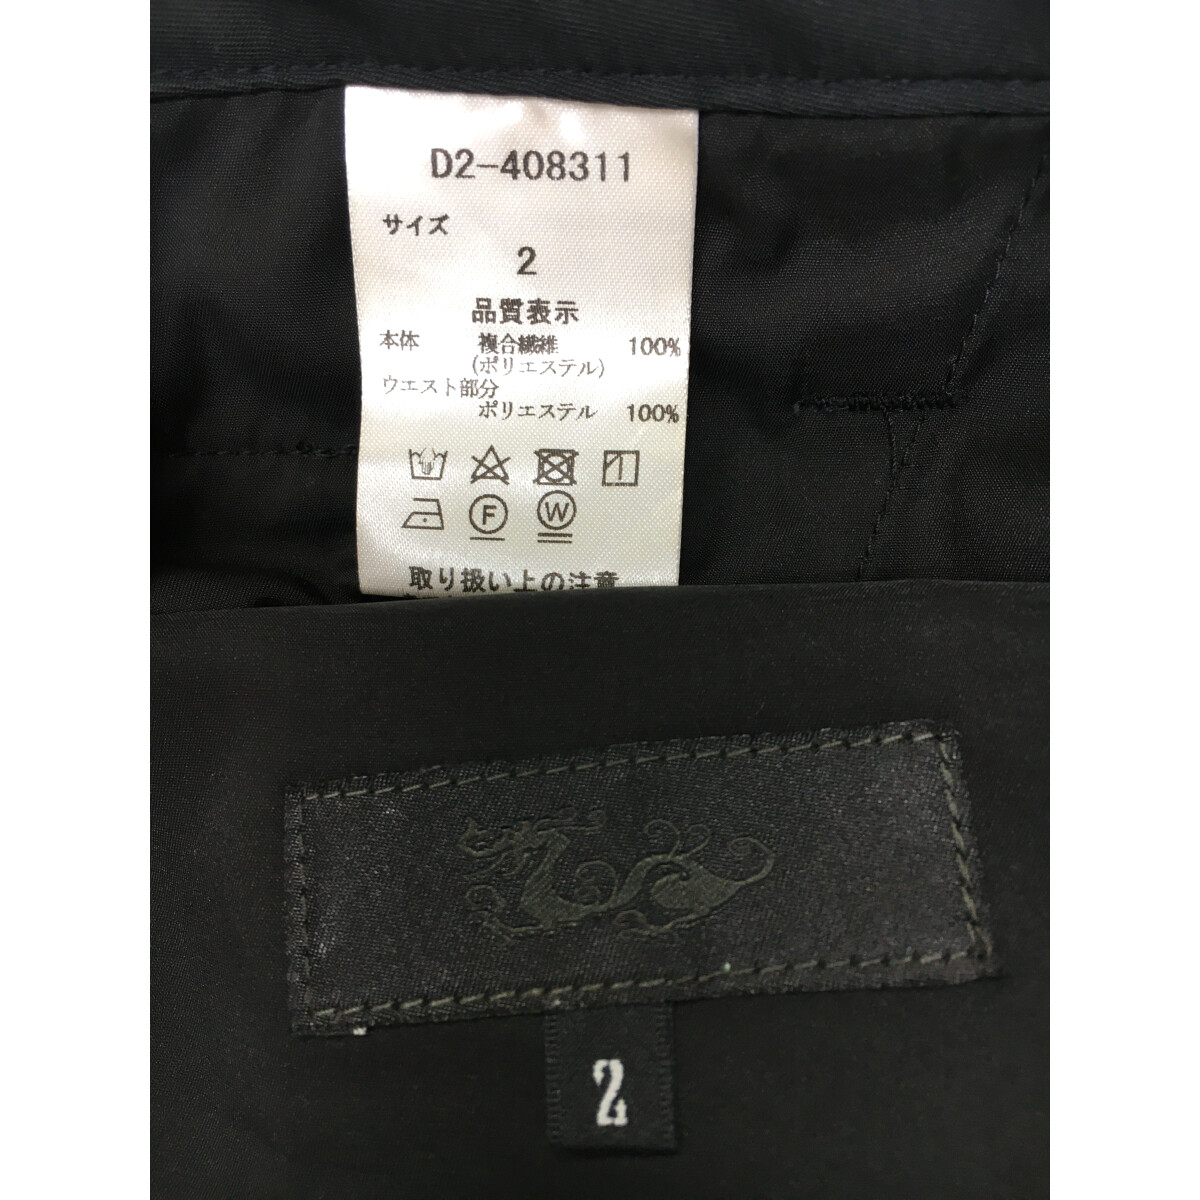 D2-408311
サイズ
2
品質表示
本体 複合繊維 100%
(ポリエステル)
ウエスト部分
ポリエステル 100%
F W
取り扱い上の注意
2